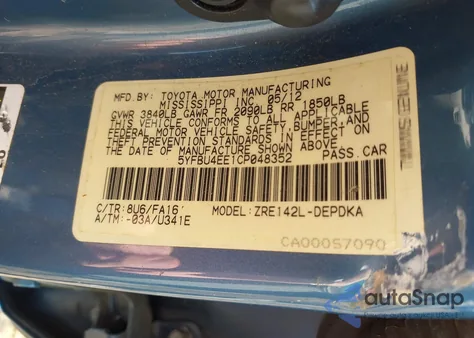 MFD. BY: TOYOTA MOTOR MANUFACTURING
MISSISSIPPI INC 05/12
GVWR 3840LB GAWR FR 2090LB RR 1850LB
THIS VEHICLE CONFORMS TO ALL APPLICABLE
FEDERAL MOTOR VEHICLE SAFETY, BUMPER, AND
THEFT PREVENTION STANDARDS IN EFFECT ON
THE DATE OF MANUFACTURE SHOWN ABOVE.
5YFBU4EE1CP048352 PASS.CAR
C/TR:8U6/FA16 MODEL:ZRE142L-DEPDKA
A/TM:-03A/U341E
CA00057090
autoSnap